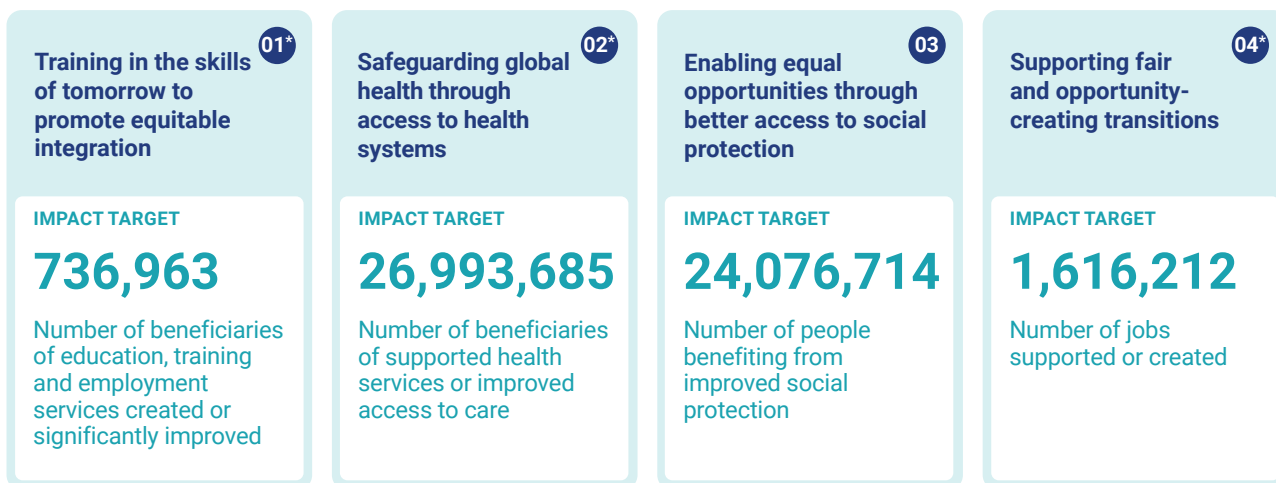 01*
Training in the skills
of tomorrow to
promote equitable
integration
IMPACT TARGET
736,963
Number of beneficiaries
of education, training
and employment
services created or
significantly improved
02*
Safeguarding global
health through
access to health
systems
IMPACT TARGET
26,993,685
Number of beneficiaries
of supported health
services or improved
access to care
03
Enabling equal
opportunities through
better access to social
protection
IMPACT TARGET
24,076,714
Number of people
benefiting from
improved social
protection
04*
Supporting fair
and opportunity-
creating transitions
IMPACT TARGET
1,616,212
Number of jobs
supported or created